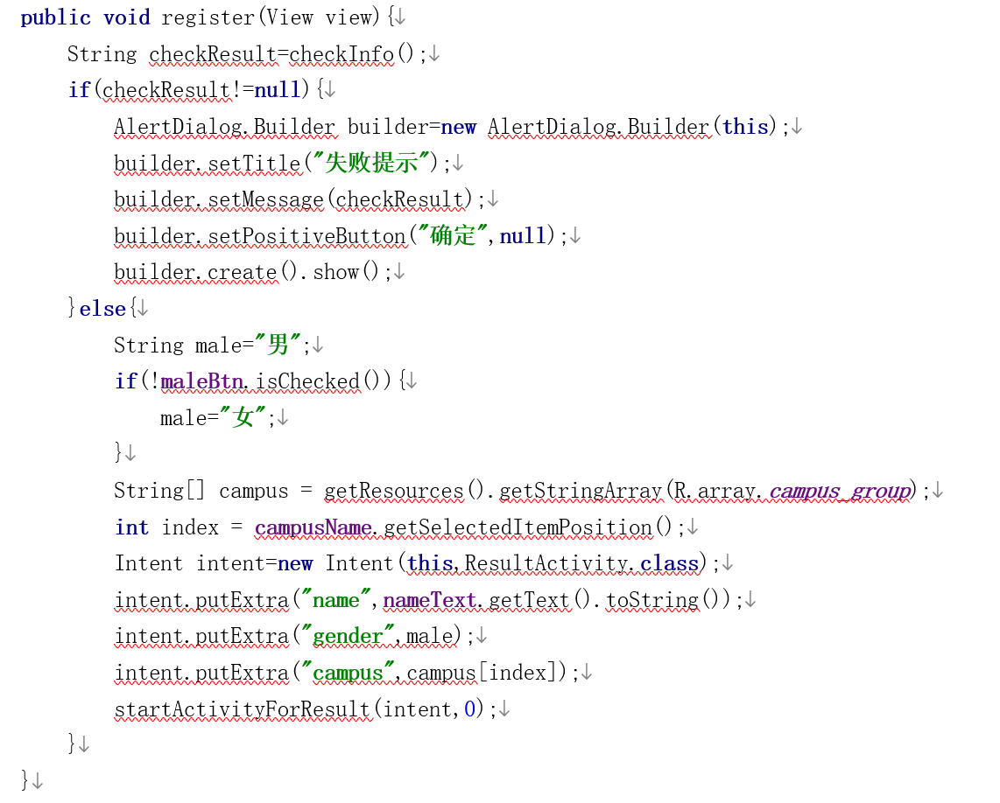 public void register(View view){↓
String checkResult=checkInfo();↓
if(checkResult!=null){↓
AlertDialog.Builder builder=new AlertDialog.Builder(this);↓
builder.setTitle("失败提示");↓
builder.setMessage(checkResult);↓
builder.setPositiveButton("确定",null);↓
builder.create().show();↓
}else{↓
String male="男";↓
if(!maleBtn.isChecked()){↓
male="女";↓
}↓
String[] campus = getResources().getStringArray(R.array.campus_group);↓
int index = campusName.getSelectedItemPosition();↓
Intent intent=new Intent(this,ResultActivity.class);↓
intent.putExtra("name",nameText.getText().toString());↓
intent.putExtra("gender",male);↓
intent.putExtra("campus",campus[index]);↓
startActivityForResult(intent,0);↓
}↓
}↓